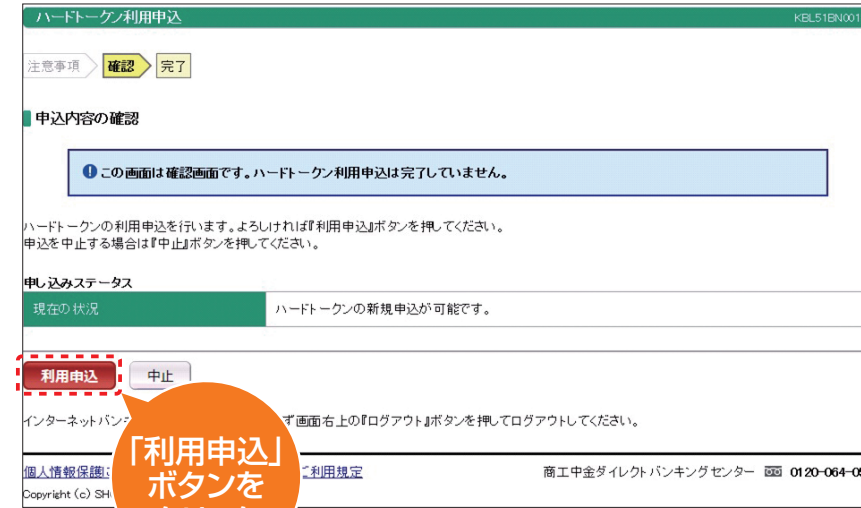 ハードトークン利用申込 KBL51BN001
注意事項 確認 完了
申込内容の確認
この画面は確認画面です。ハードトークン利用申込は完了していません。
ハードトークンの利用申込を行います。よろしければ『利用申込』ボタンを押してください。
申込を中止する場合は『中止』ボタンを押してください。
申し込みステータス
現在の状況 ハードトークンの新規申込が可能です。
利用申込 中止
インターネットバン ず画面右上の『ログアウト』ボタンを押してログアウトしてください。
「利用申込」
ボタンを
個人情報保護 ご利用規定 商工中金ダイレクトバンキングセンター 0120-064-0
Copyright (c) SH